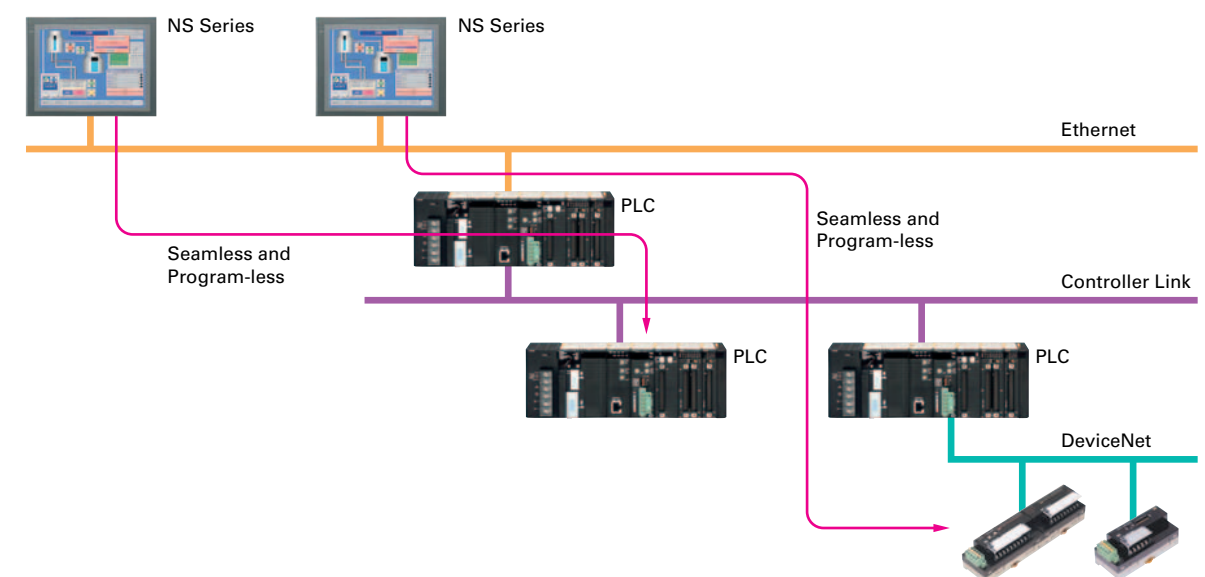 NS Series
NS Series
Ethernet
PLC
Seamless and
Program-less
Seamless and
Program-less
Controller Link
PLC
PLC
DeviceNet